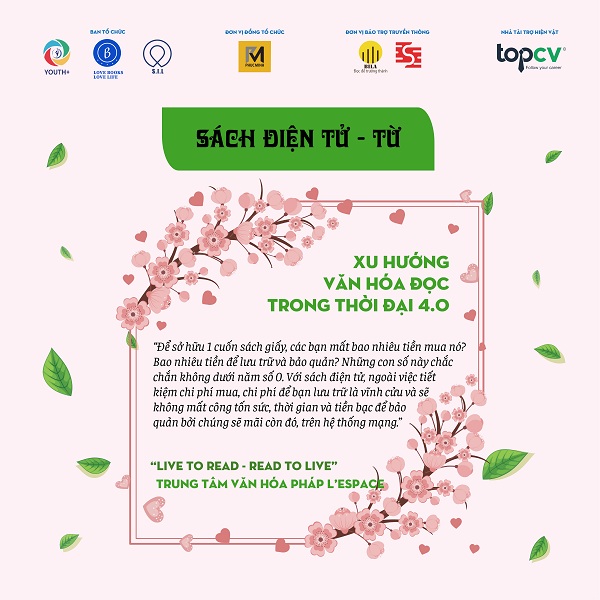 BAN TỔ CHỨC
ĐƠN VỊ ĐỒNG TỔ CHỨC
ĐƠN VỊ BẢO TRỢ TRUYỀN THÔNG
NHÀ TÀI TRỢ HIỆN VẬT
YOUTH+
B
LOVE BOOKS
LOVE LIFE
S.I.I
PHUC MINH
BILA
Đọc để trưởng thành
topcv®
Follow your career
SÁCH ĐIỆN TỬ - TỪ
XU HƯỚNG
VĂN HÓA ĐỌC
TRONG THỜI ĐẠI 4.0
"Để sở hữu 1 cuốn sách giấy, các bạn mất bao nhiêu tiền mua nó?
Bao nhiêu tiền để lưu trữ và bảo quản? Những con số này chắc
chắn không dưới năm số 0. Với sách điện tử, ngoài việc tiết
kiệm chi phí mua, chi phí để bạn lưu trữ là vĩnh cửu và sẽ
không mất công tốn sức, thời gian và tiền bạc để bảo
quản bởi chúng sẽ mãi còn đó, trên hệ thống mạng."
"LIVE TO READ - READ TO LIVE"
TRUNG TÂM VĂN HÓA PHÁP L'ESPACE